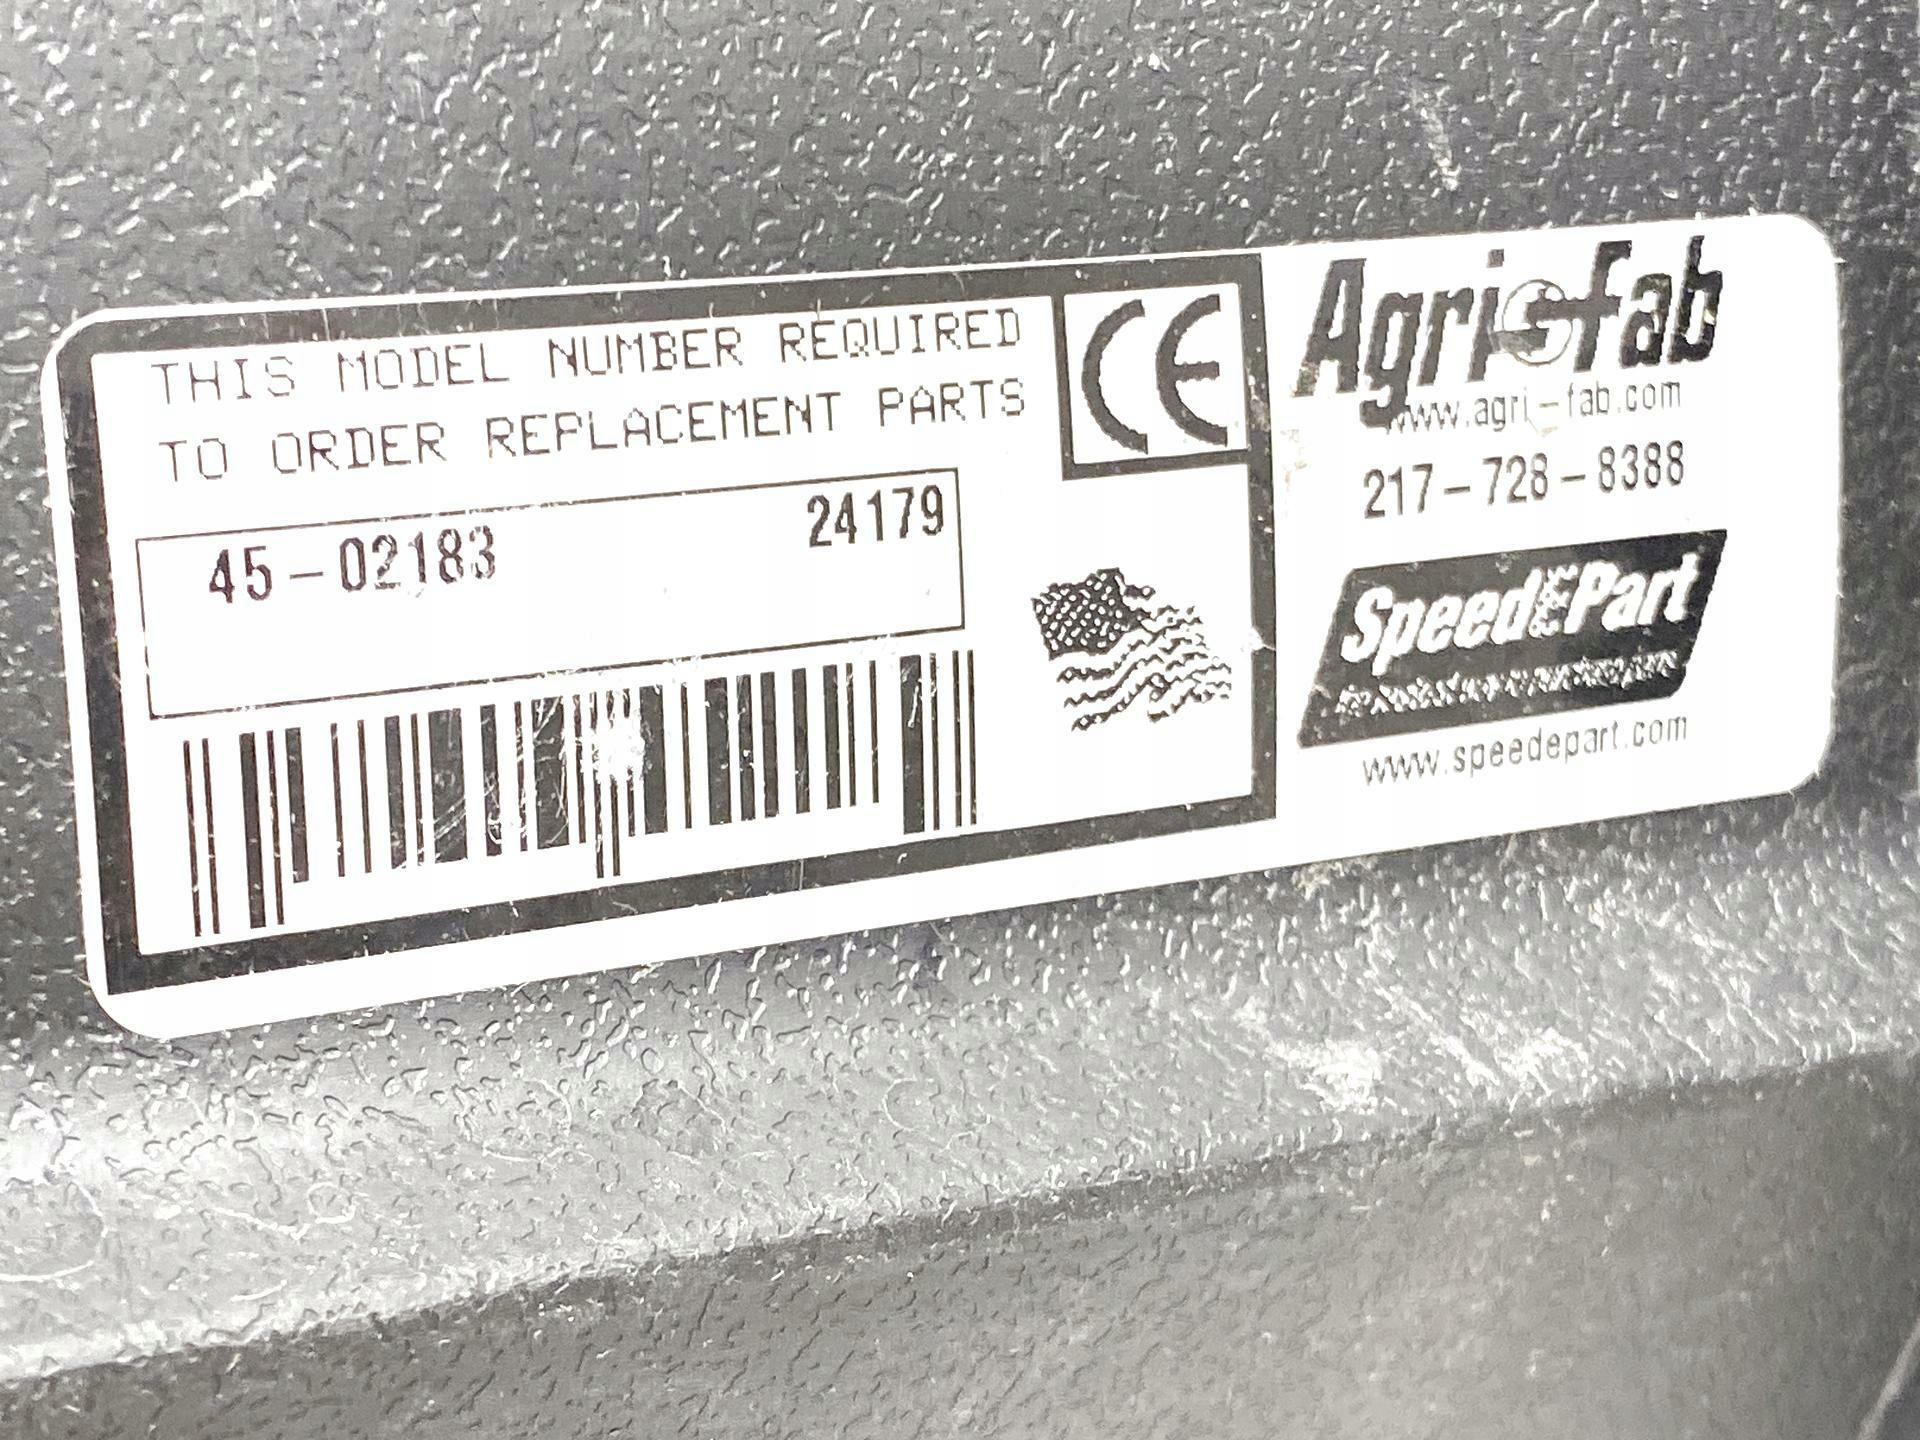 THIS MODEL NUMBER REQUIRED
TO ORDER REPLACEMENT PARTS
CE
45-02183 24179
Agri-Fab
www.agri-fab.com
217-728-8388
SpeedEPart
www.speedepart.com